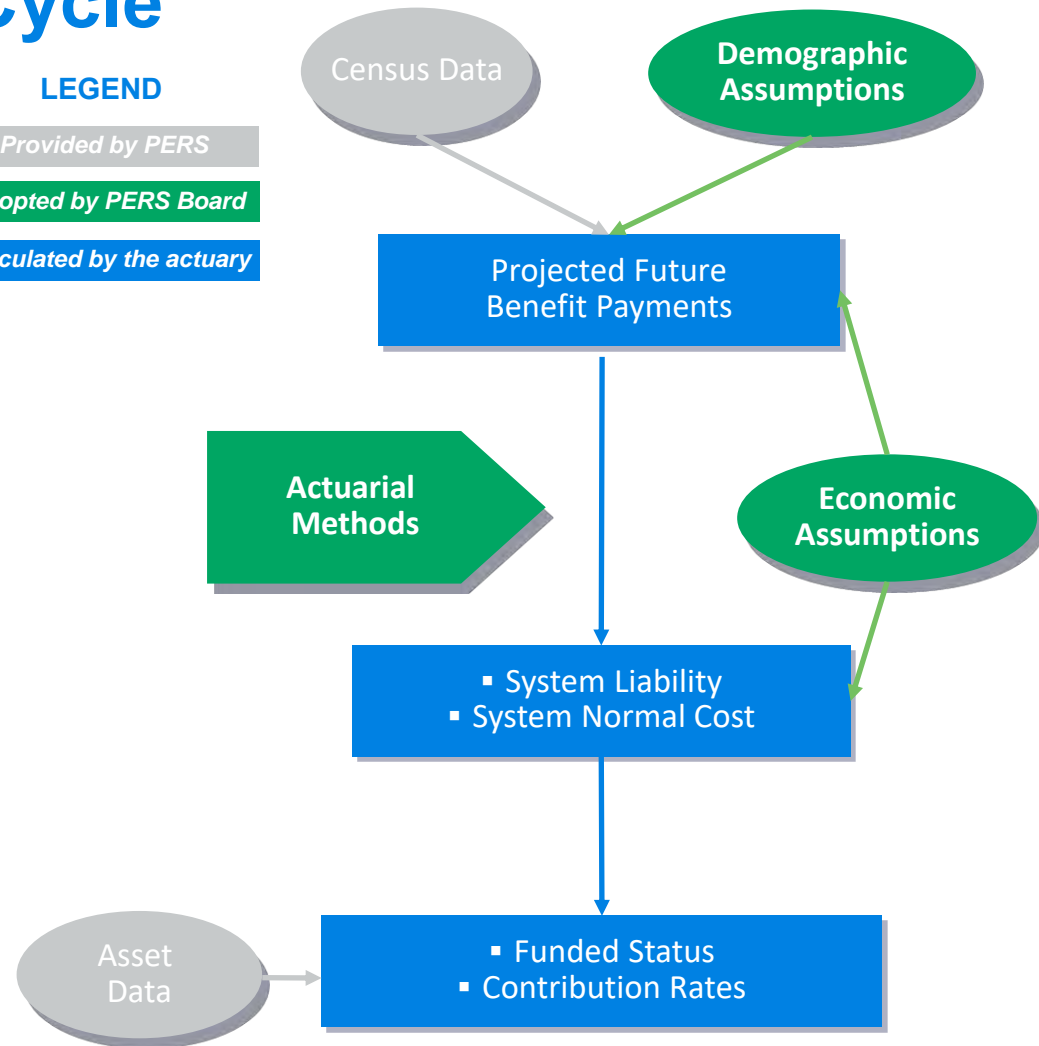 Cycle
LEGEND
Provided by PERS
opted by PERS Board
culated by the actuary
Census Data
Demographic
Assumptions
Projected Future
Benefit Payments
Actuarial
Methods
Economic
Assumptions
▪ System Liability
▪ System Normal Cost
Asset
Data
▪ Funded Status
▪ Contribution Rates